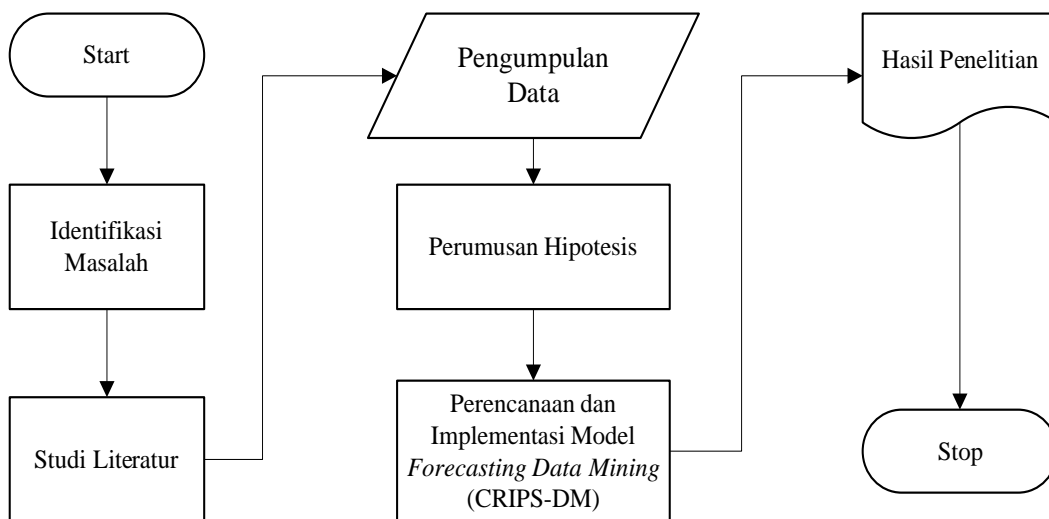 Start
Identifikasi
Masalah
Studi Literatur
Pengumpulan
Data
Perumusan Hipotesis
Perencanaan dan
Implementasi Model
Forecasting Data Mining
(CRIPS-DM)
Hasil Penelitian
Stop